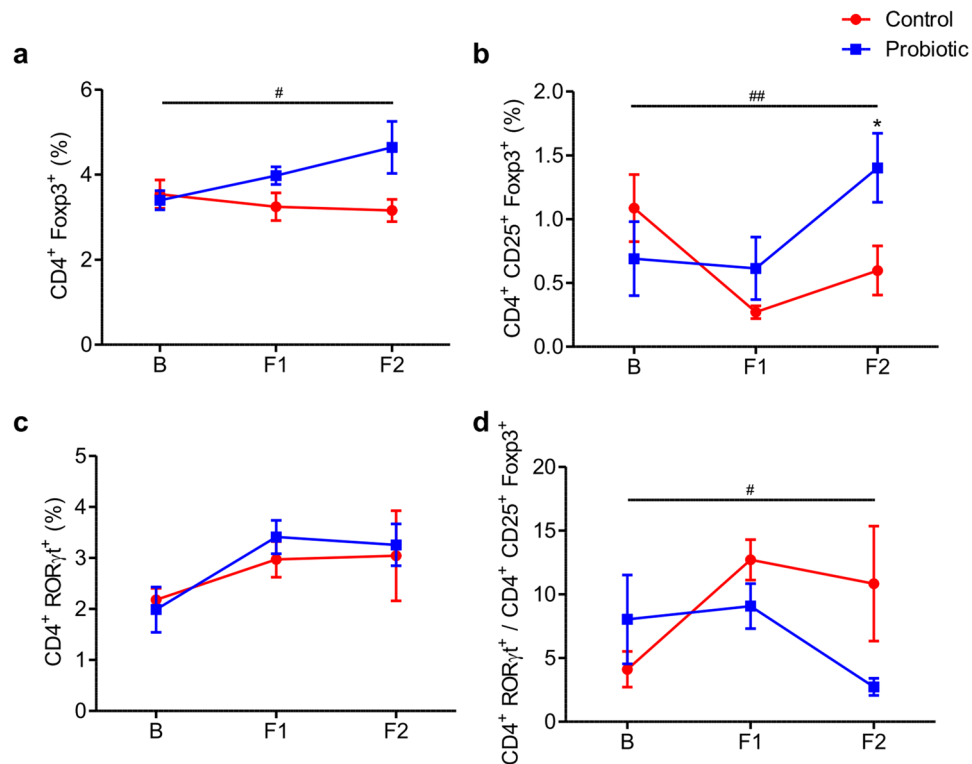 Control
Probiotic
a
CD4⁺ Foxp3⁺ (%)
6
4
2
0
#
B
F1
F2
b
CD4⁺ CD25⁺ Foxp3⁺ (%)
2.0
1.5
1.0
0.5
0.0
##
*
B
F1
F2
c
CD4⁺ RORγt⁺ (%)
5
4
3
2
1
0
B
F1
F2
d
CD4⁺ RORγt⁺ / CD4⁺ CD25⁺ Foxp3⁺
20
15
10
5
0
#
B
F1
F2